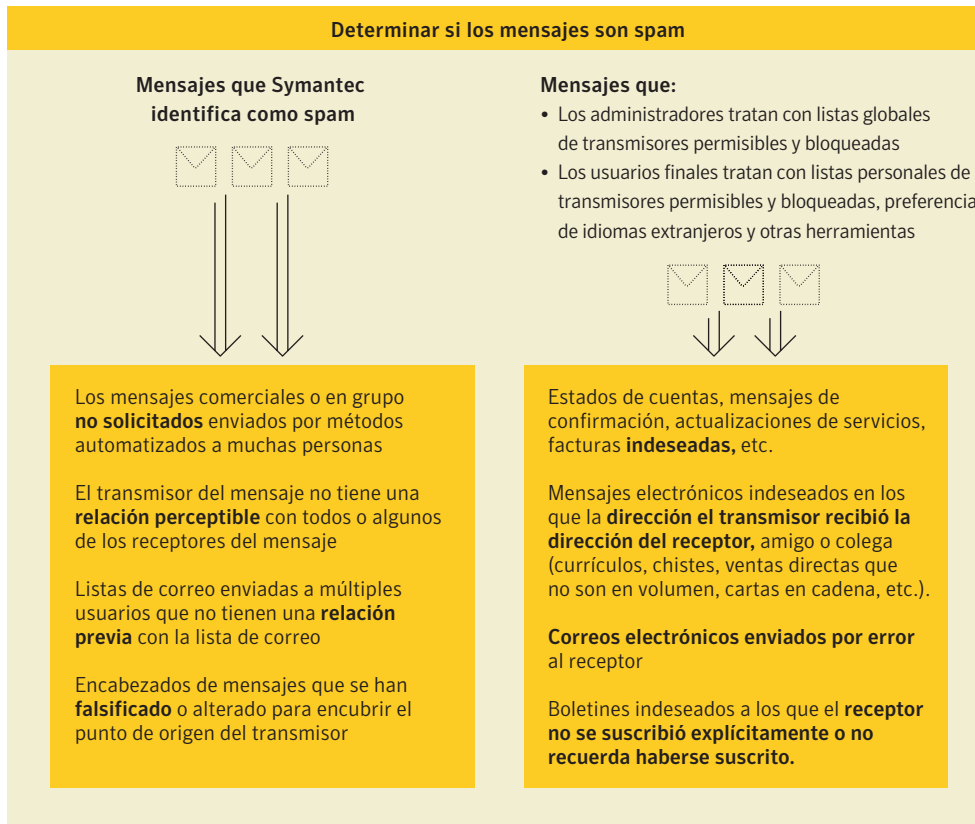 Determinar si los mensajes son spam
Mensajes que Symantec
identifica como spam
Los mensajes comerciales o en grupo
no solicitados enviados por métodos
automatizados a muchas personas
El transmisor del mensaje no tiene una
relación perceptible con todos o algunos
de los receptores del mensaje
Listas de correo enviadas a múltiples
usuarios que no tienen una relación
previa con la lista de correo
Encabezados de mensajes que se han
falsificado o alterado para encubrir el
punto de origen del transmisor
Mensajes que:
• Los administradores tratan con listas globales
de transmisores permisibles y bloqueadas
• Los usuarios finales tratan con listas personales de
transmisores permisibles y bloqueadas, preferencia
de idiomas extranjeros y otras herramientas
Estados de cuentas, mensajes de
confirmación, actualizaciones de servicios,
facturas indeseadas, etc.
Mensajes electrónicos indeseados en los
que la dirección el transmisor recibió la
dirección del receptor, amigo o colega
(currículos, chistes, ventas directas que
no son en volumen, cartas en cadena, etc.).
Correos electrónicos enviados por error
al receptor
Boletines indeseados a los que el receptor
no se suscribió explícitamente o no
recuerda haberse suscrito.